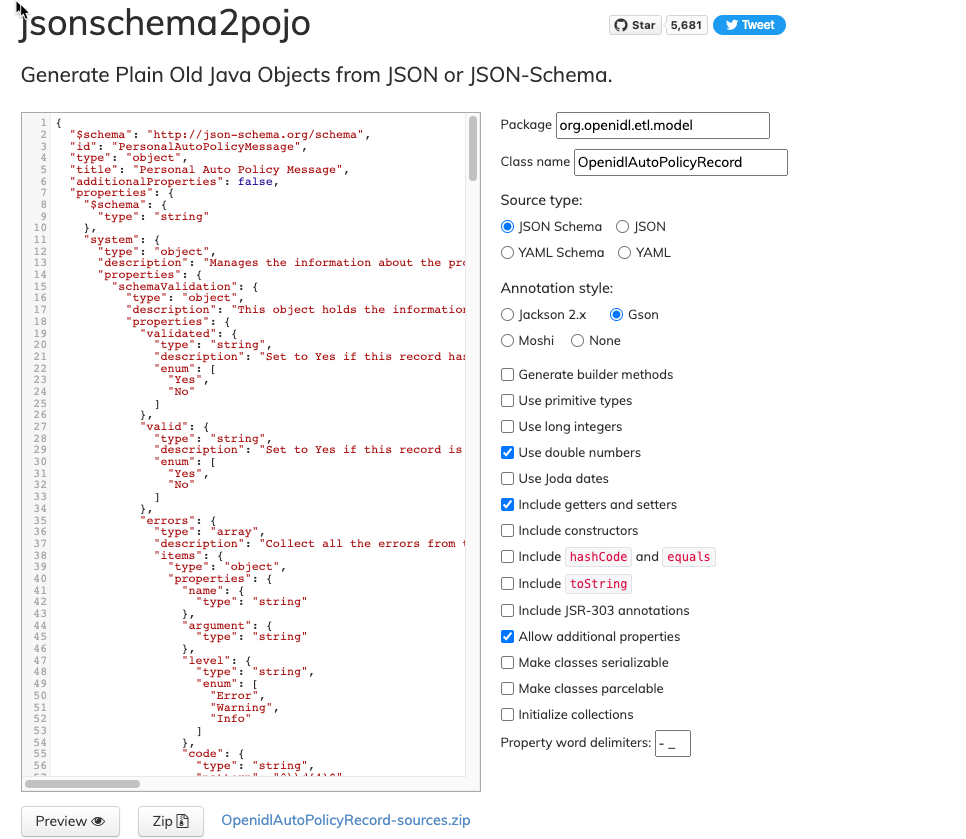 jsonschema2pojo
Star 5,681 Tweet
Generate Plain Old Java Objects from JSON or JSON-Schema.
1 {
2 "$schema": "http://json-schema.org/schema",
3 "id": "PersonalAutoPolicyMessage",
4 "type": "object",
5 "title": "Personal Auto Policy Message",
6 "additionalProperties": false,
7 "properties": {
8 "$schema": {
9 "type": "string"
10 },
11 "system": {
12 "type": "object",
13 "description": "Manages the information about the pro
14 "properties": {
15 "schemaValidation": {
16 "type": "object",
17 "description": "This object holds the information
18 "properties": {
19 "validated": {
20 "type": "string",
21 "description": "Set to Yes if this record has
22 "enum": [
23 "Yes",
24 "No"
25 ]
26 },
27 "valid": {
28 "type": "string",
29 "description": "Set to Yes if this record is
30 "enum": [
31 "Yes",
32 "No"
33 ]
34 },
35 "errors": {
36 "type": "array",
37 "description": "Collect all the errors from t
38 "items": {
39 "type": "object",
40 "properties": {
41 "name": {
42 "type": "string"
43 },
44 "argument": {
45 "type": "string"
46 },
47 "level": {
48 "type": "string",
49 "enum": [
50 "Error",
51 "Warning",
52 "Info"
53 ]
54 },
55 "code": {
56 "type": "string",
Package org.openidl.etl.model
Class name OpenidlAutoPolicyRecord
Source type:
JSON Schema JSON
YAML Schema YAML
Annotation style:
Jackson 2.x Gson
Moshi None
Generate builder methods
Use primitive types
Use long integers
Use double numbers
Use Joda dates
Include getters and setters
Include constructors
Include hashCode and equals
Include toString
Include JSR-303 annotations
Allow additional properties
Make classes serializable
Make classes parcelable
Initialize collections
Property word delimiters: - _
Preview Zip OpenidlAutoPolicyRecord-sources.zip